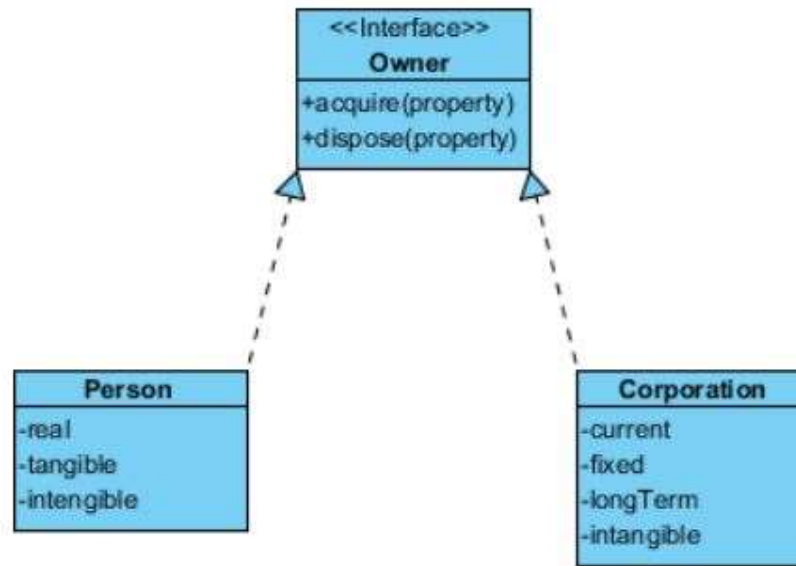 <<Interface>>
Owner
+acquire(property)
+dispose(property)
Person
-real
-tangible
-intengible
Corporation
-current
-fixed
-longTerm
-intangible